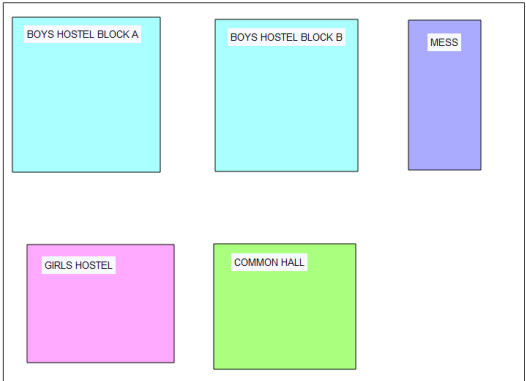 BOYS HOSTEL BLOCK A
BOYS HOSTEL BLOCK B
MESS
GIRLS HOSTEL
COMMON HALL